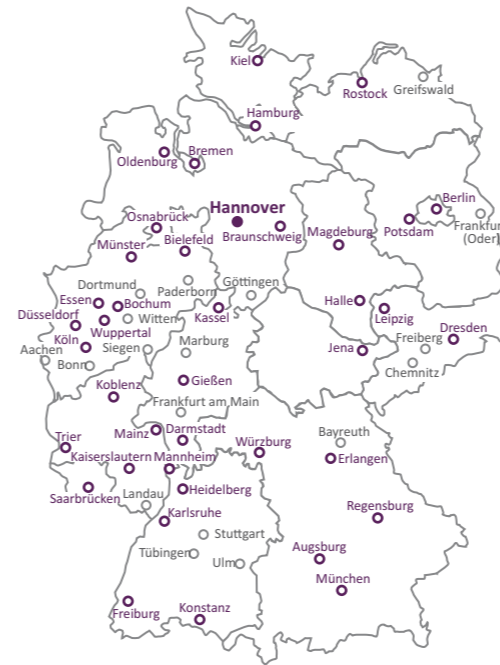 Kiel
Rostock
Greifswald
Hamburg
Oldenburg
Bremen
Hannover
Osnabrück
Braunschweig
Berlin
Potsdam
Frankfurt
(Oder)
Münster
Bielefeld
Magdeburg
Dortmund
Paderborn
Göttingen
Essen
Bochum
Halle
Düsseldorf
Witten
Kassel
Leipzig
Wuppertal
Köln
Siegen
Marburg
Jena
Freiberg
Dresden
Aachen
Bonn
Chemnitz
Koblenz
Gießen
Frankfurt am Main
Mainz
Darmstadt
Trier
Würzburg
Bayreuth
Kaiserslautern
Mannheim
Erlangen
Saarbrücken
Landau
Heidelberg
Karlsruhe
Regensburg
Stuttgart
Tübingen
Ulm
Augsburg
München
Freiburg
Konstanz